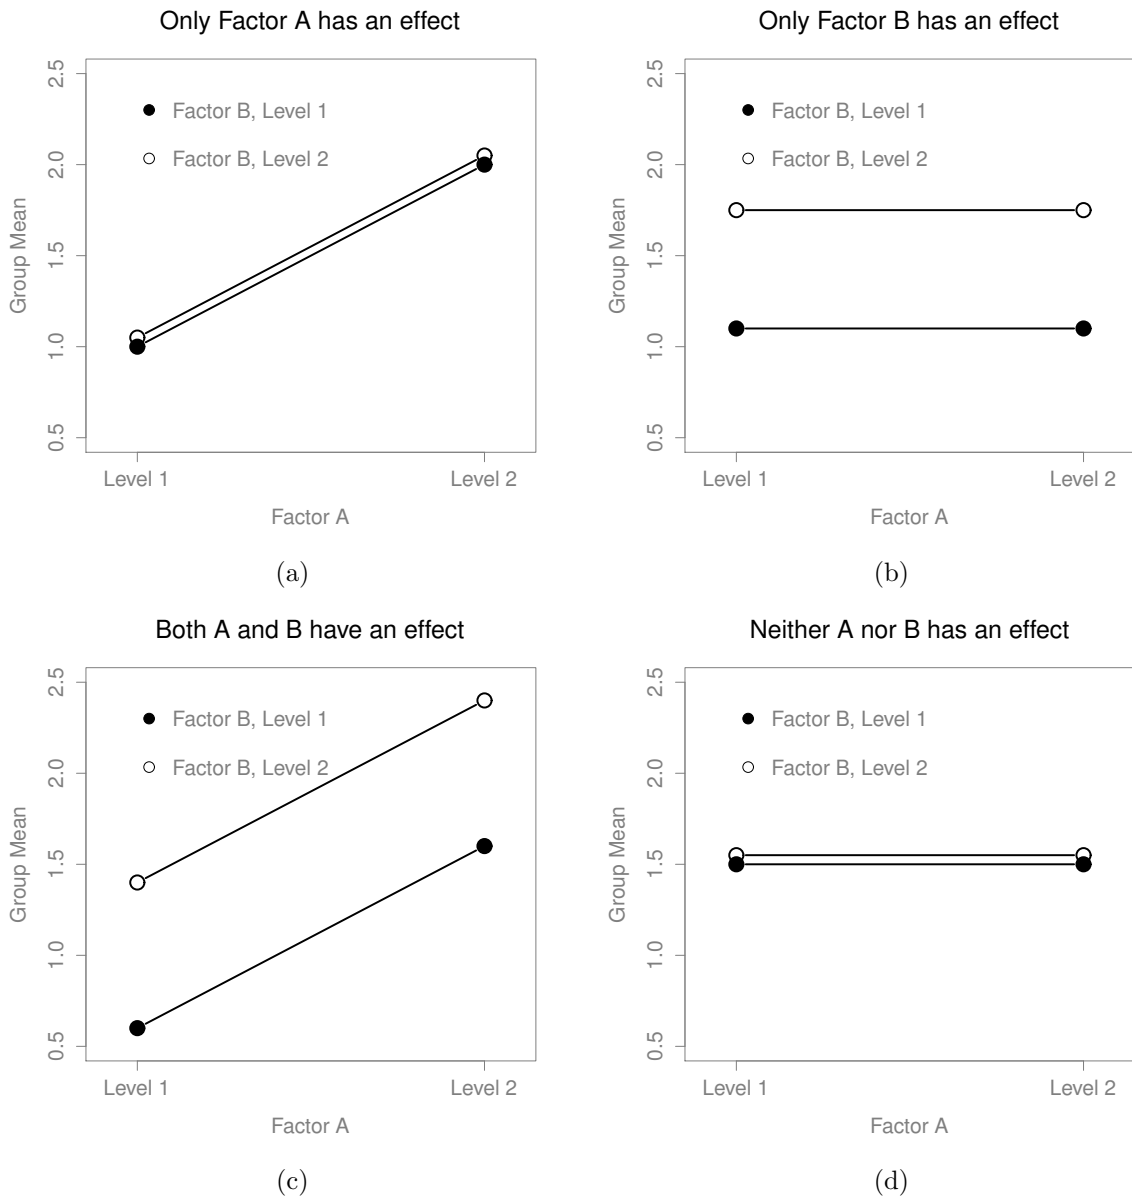 Only Factor A has an effect
2.5
2.0
1.5
1.0
0.5
Group Mean
Factor B, Level 1
Factor B, Level 2
Level 1
Level 2
Factor A
(a)
Only Factor B has an effect
2.5
2.0
1.5
1.0
0.5
Group Mean
Factor B, Level 1
Factor B, Level 2
Level 1
Level 2
Factor A
(b)
Both A and B have an effect
2.5
2.0
1.5
1.0
0.5
Group Mean
Factor B, Level 1
Factor B, Level 2
Level 1
Level 2
Factor A
(c)
Neither A nor B has an effect
2.5
2.0
1.5
1.0
0.5
Group Mean
Factor B, Level 1
Factor B, Level 2
Level 1
Level 2
Factor A
(d)